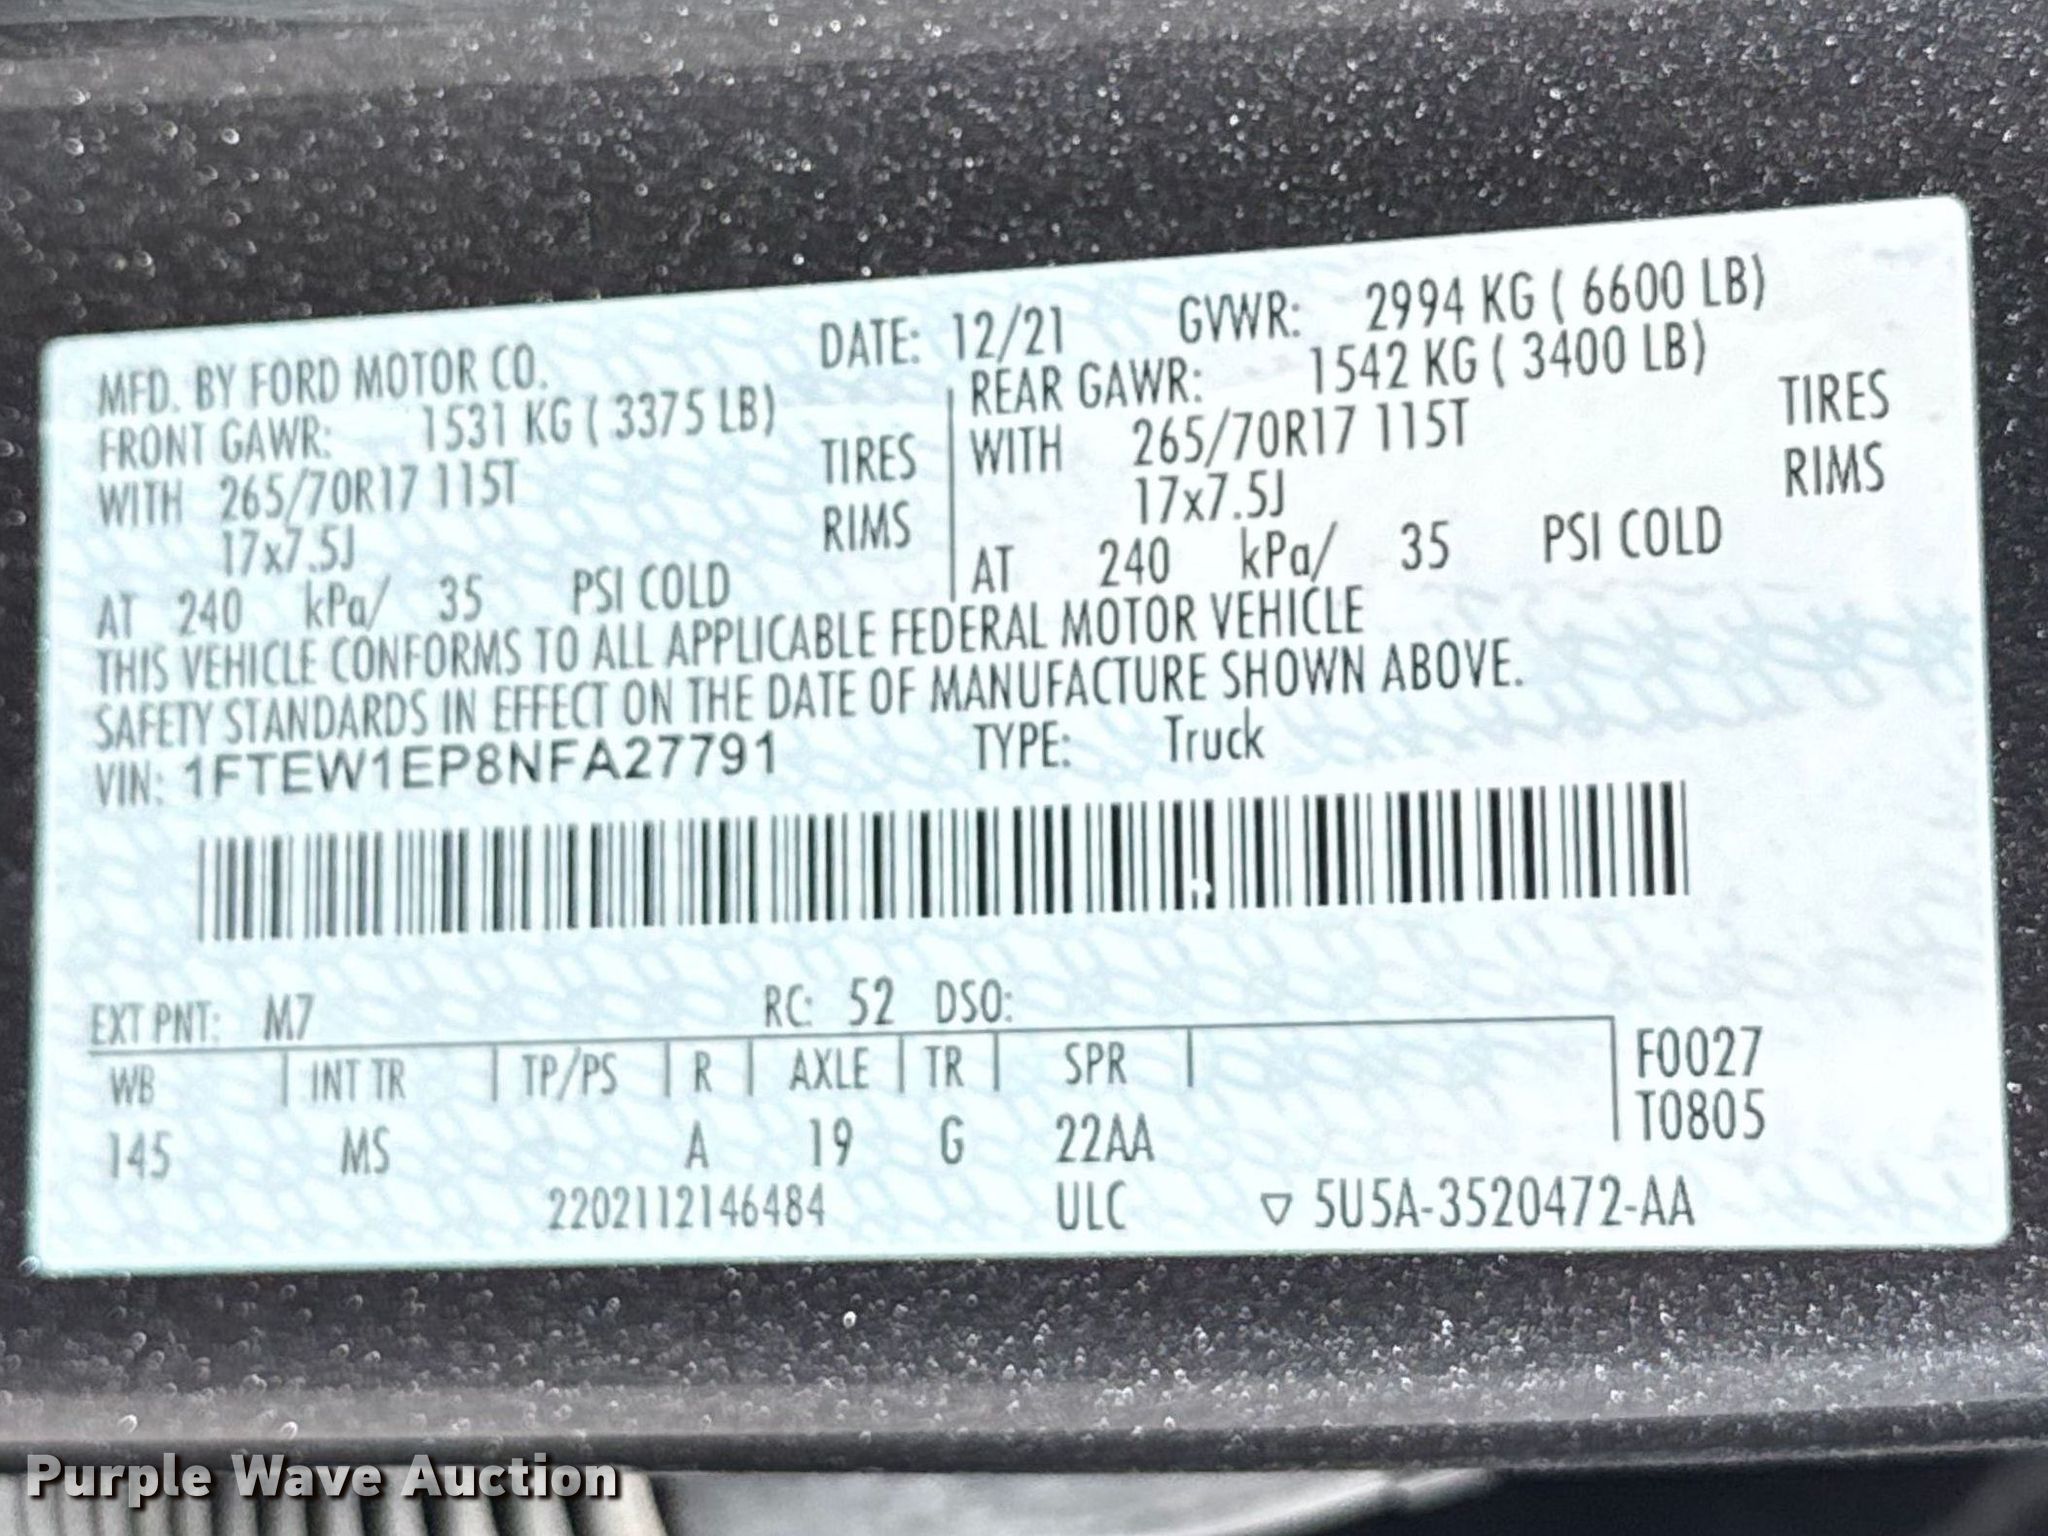 MFD. BY FORD MOTOR CO. DATE: 12/21 GVWR: 2994 KG ( 6600 LB)
FRONT GAWR: 1531 KG ( 3375 LB) REAR GAWR: 1542 KG ( 3400 LB)
WITH 265/70R17 115T TIRES WITH 265/70R17 115T TIRES
17x7.5J RIMS 17x7.5J RIMS
AT 240 kPa/ 35 PSI COLD AT 240 kPa/ 35 PSI COLD
THIS VEHICLE CONFORMS TO ALL APPLICABLE FEDERAL MOTOR VEHICLE
SAFETY STANDARDS IN EFFECT ON THE DATE OF MANUFACTURE SHOWN ABOVE.
VIN: 1FTEW1EP8NFA27791 TYPE: Truck
EXT PNT: M7 RC: 52 DSO:
WB INT TR TP/PS R AXLE TR SPR F0027
145 MS A 19 G 22AA T0805
2202112146484 ULC ▽ 5U5A-3520472-AA
Purple Wave Auction